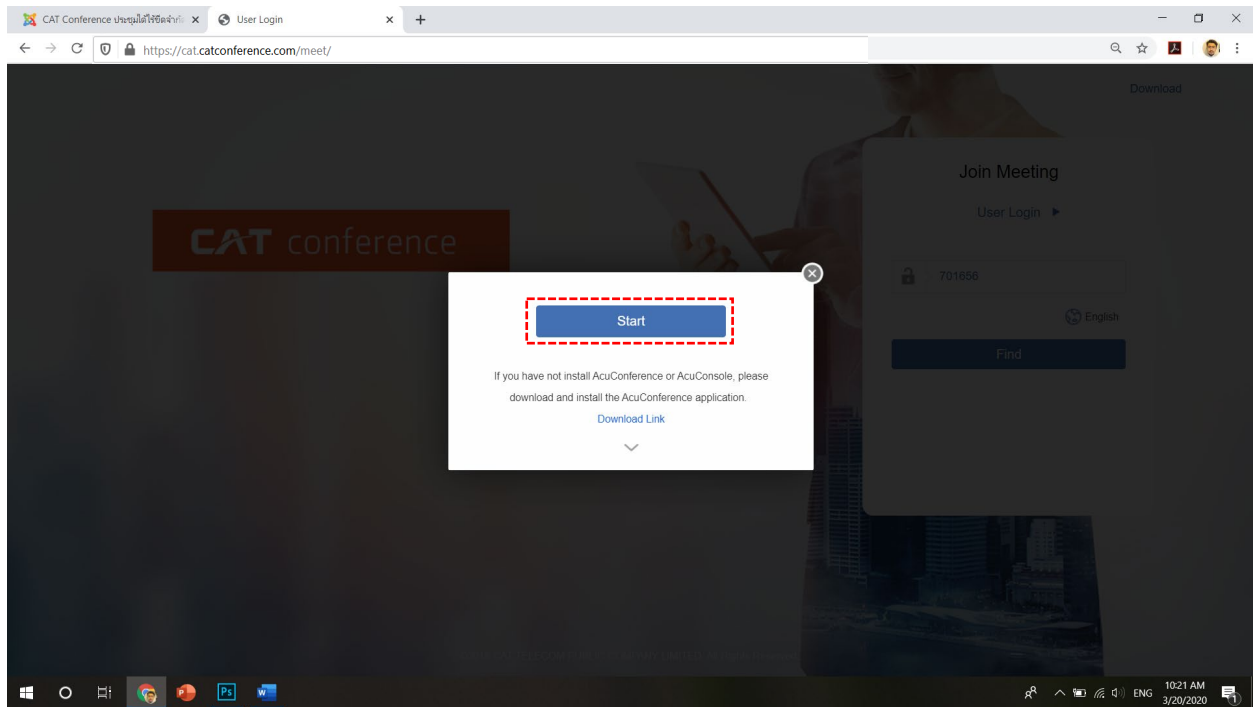 CAT Conference ประชุมได้ไร้ขีดจำกั
User Login
https://cat.catconference.com/meet/
Download
Join Meeting
User Login
CAT conference
701656
English
Find
Start
If you have not install AcuConference or AcuConsole, please
download and install the AcuConference application.
Download Link
Ps
ENG
10:21 AM
3/20/2020
1